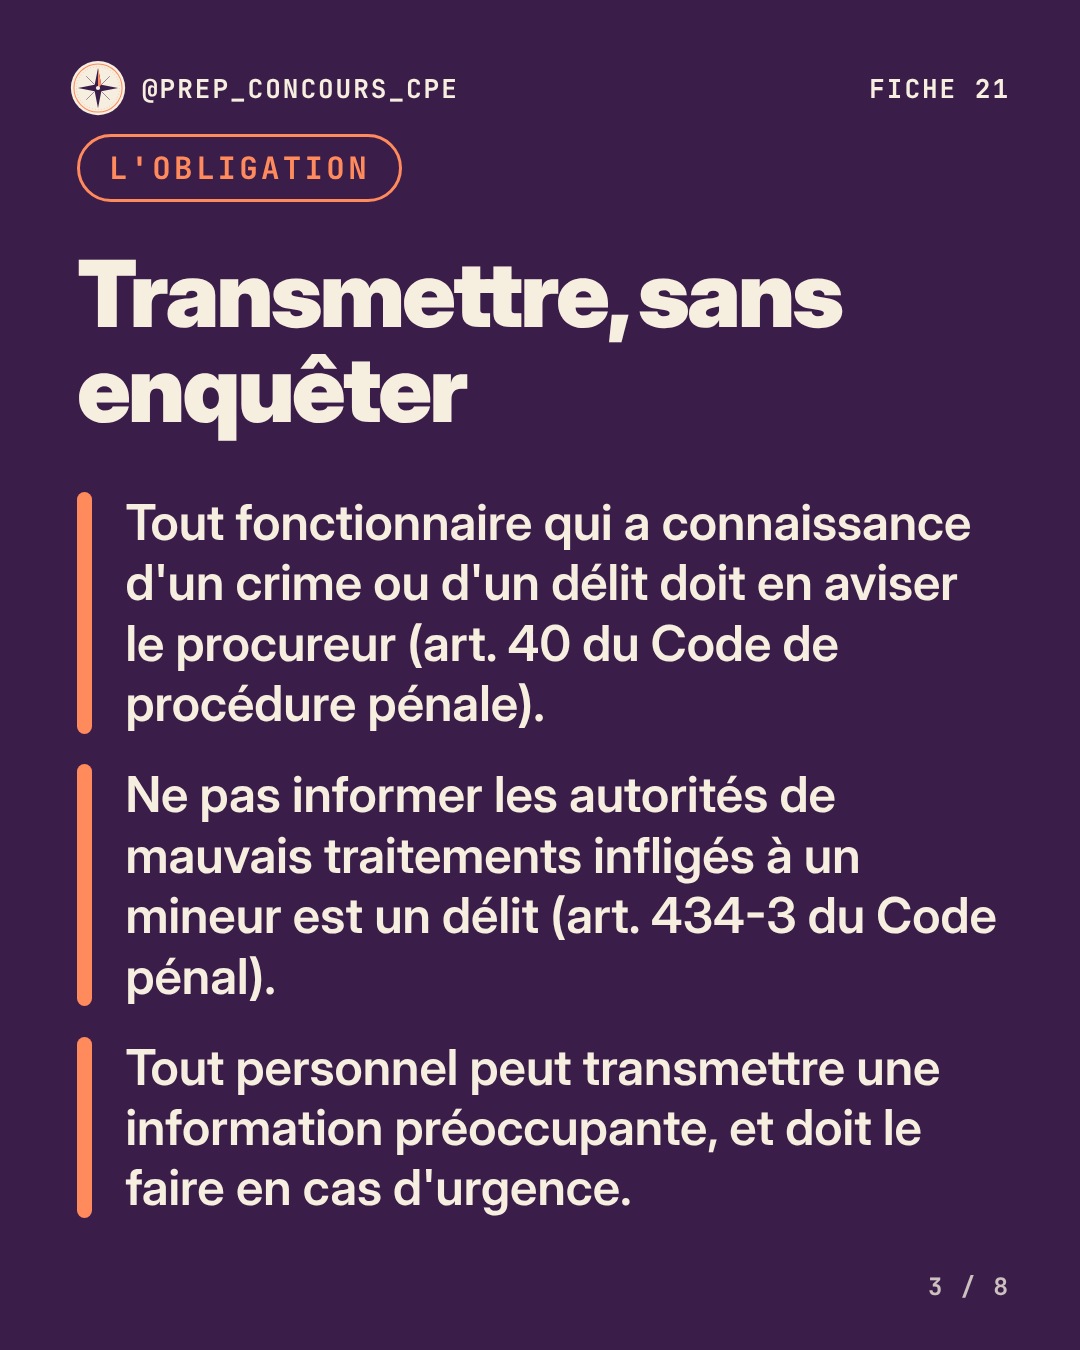 @PREP_CONCOURS_CPE
FICHE 21
L'OBLIGATION
Transmettre, sans
enquêter
Tout fonctionnaire qui a connaissance
d'un crime ou d'un délit doit en aviser
le procureur (art. 40 du Code de
procédure pénale).
Ne pas informer les autorités de
mauvais traitements infligés à un
mineur est un délit (art. 434-3 du Code
pénal).
Tout personnel peut transmettre une
information préoccupante, et doit le
faire en cas d'urgence.
3 / 8